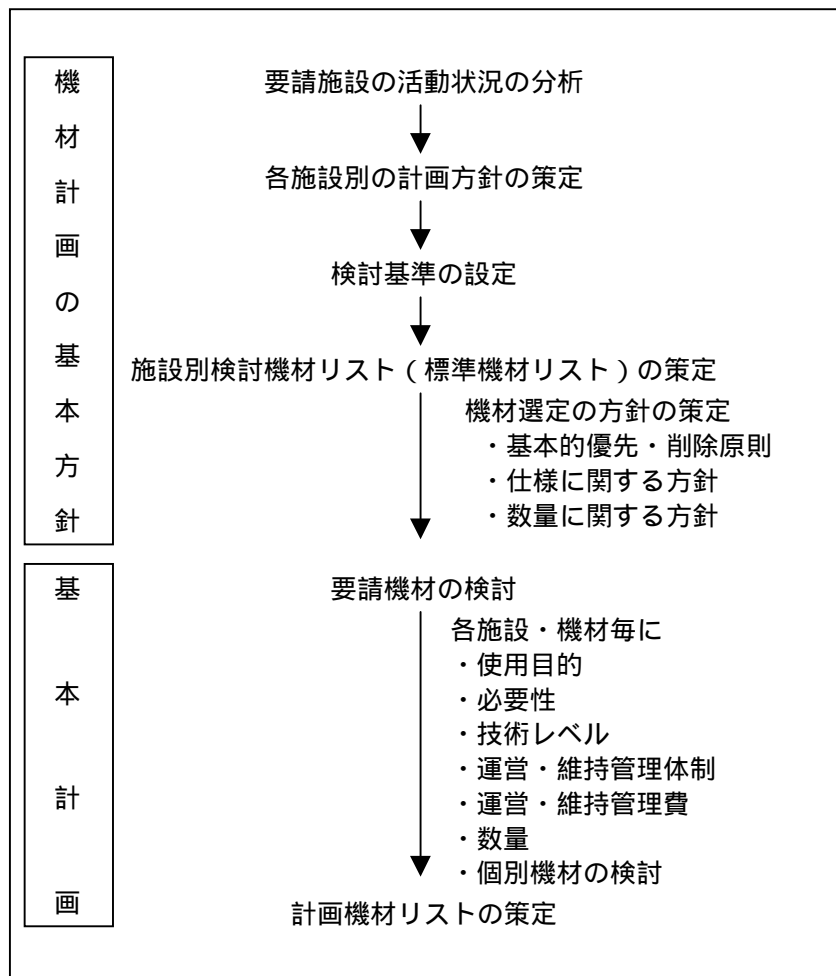 機材計画の基本方針
要請施設の活動状況の分析
各施設別の計画方針の策定
検討基準の設定
施設別検討機材リスト(標準機材リスト)の策定
機材選定の方針の策定
・基本的優先・削除原則
・仕様に関する方針
・数量に関する方針
基本計画
要請機材の検討
各施設・機材毎に
・使用目的
・必要性
・技術レベル
・運営・維持管理体制
・運営・維持管理費
・数量
・個別機材の検討
計画機材リストの策定